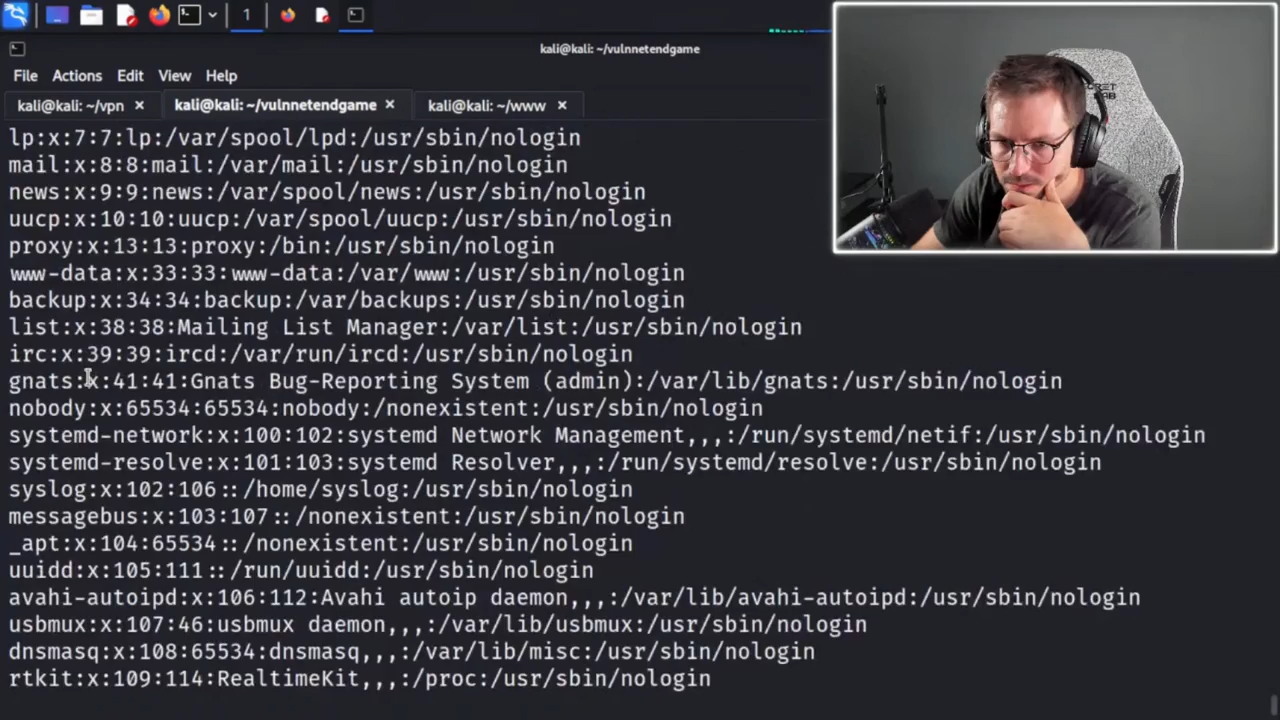 1
kali@kali: ~/vulnnetendgame
File Actions Edit View Help
kali@kali: ~/vpn × kali@kali: ~/vulnnetendgame × kali@kali: ~/www ×
lp:x:7:7:lp:/var/spool/lpd:/usr/sbin/nologin
mail:x:8:8:mail:/var/mail:/usr/sbin/nologin
news:x:9:9:news:/var/spool/news:/usr/sbin/nologin
uucp:x:10:10:uucp:/var/spool/uucp:/usr/sbin/nologin
proxy:x:13:13:proxy:/bin:/usr/sbin/nologin
www-data:x:33:33:www-data:/var/www:/usr/sbin/nologin
backup:x:34:34:backup:/var/backups:/usr/sbin/nologin
list:x:38:38:Mailing List Manager:/var/list:/usr/sbin/nologin
irc:x:39:39:ircd:/var/run/ircd:/usr/sbin/nologin
gnats:x:41:41:Gnats Bug-Reporting System (admin):/var/lib/gnats:/usr/sbin/nologin
nobody:x:65534:65534:nobody:/nonexistent:/usr/sbin/nologin
systemd-network:x:100:102:systemd Network Management,,,:/run/systemd/netif:/usr/sbin/nologin
systemd-resolve:x:101:103:systemd Resolver,,,:/run/systemd/resolve:/usr/sbin/nologin
syslog:x:102:106::/home/syslog:/usr/sbin/nologin
messagebus:x:103:107::/nonexistent:/usr/sbin/nologin
_apt:x:104:65534::/nonexistent:/usr/sbin/nologin
uuidd:x:105:111::/run/uuidd:/usr/sbin/nologin
avahi-autoipd:x:106:112:Avahi autoip daemon,,,:/var/lib/avahi-autoipd:/usr/sbin/nologin
usbmux:x:107:46:usbmux daemon,,,:/var/lib/usbmux:/usr/sbin/nologin
dnsmasq:x:108:65534:dnsmasq,,,:/var/lib/misc:/usr/sbin/nologin
rtkit:x:109:114:RealtimeKit,,,:/proc:/usr/sbin/nologin